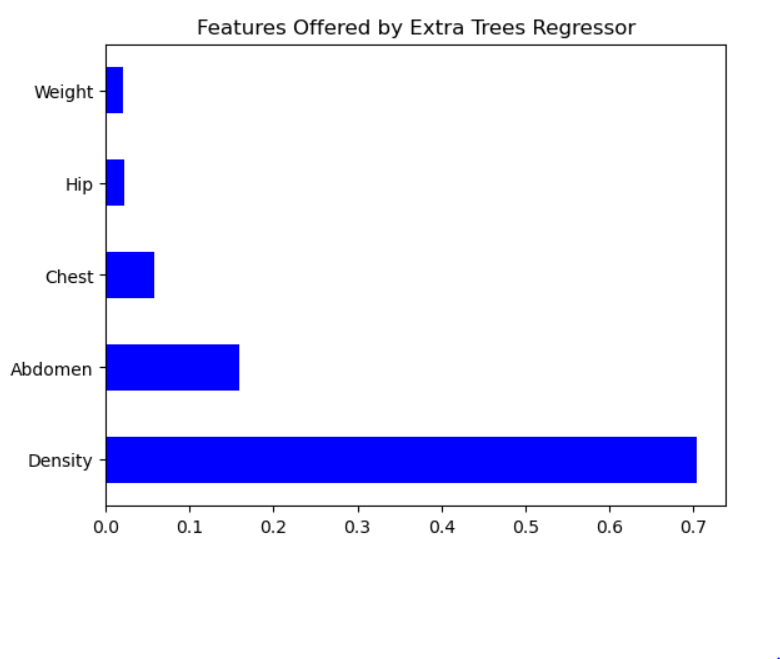 Features Offered by Extra Trees Regressor
Weight
Hip
Chest
Abdomen
Density
0.0 0.1 0.2 0.3 0.4 0.5 0.6 0.7